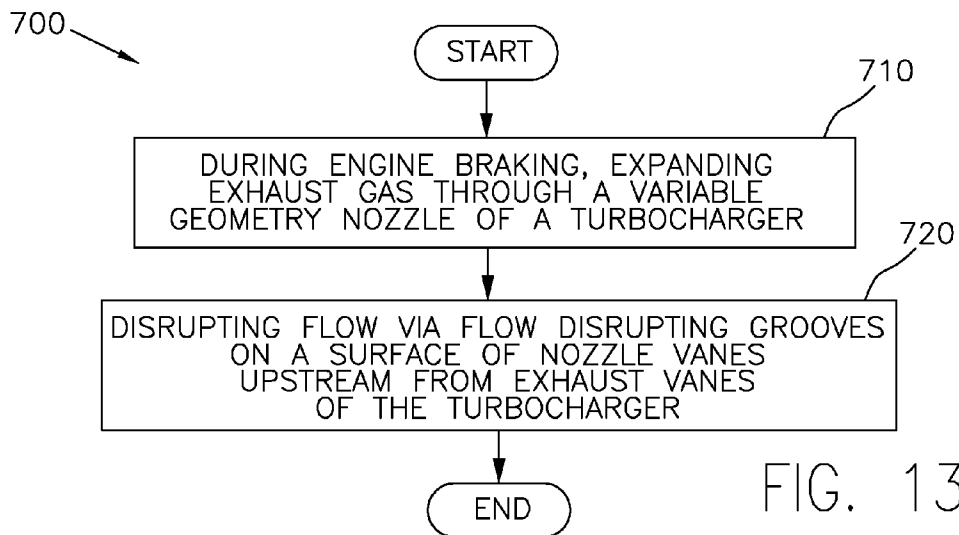 700
START
710
DURING ENGINE BRAKING, EXPANDING
EXHAUST GAS THROUGH A VARIABLE
GEOMETRY NOZZLE OF A TURBOCHARGER
720
DISRUPTING FLOW VIA FLOW DISRUPTING GROOVES
ON A SURFACE OF NOZZLE VANES
UPSTREAM FROM EXHAUST VANES
OF THE TURBOCHARGER
END
FIG. 13